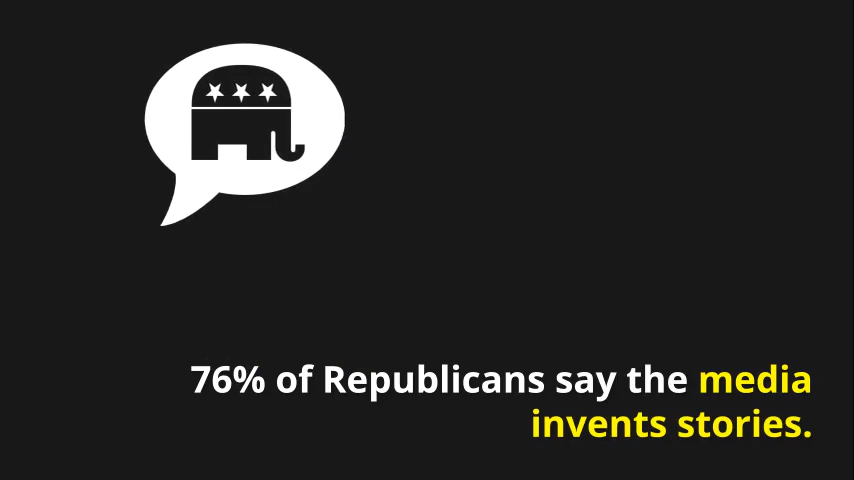 76% of Republicans say the media
invents stories.